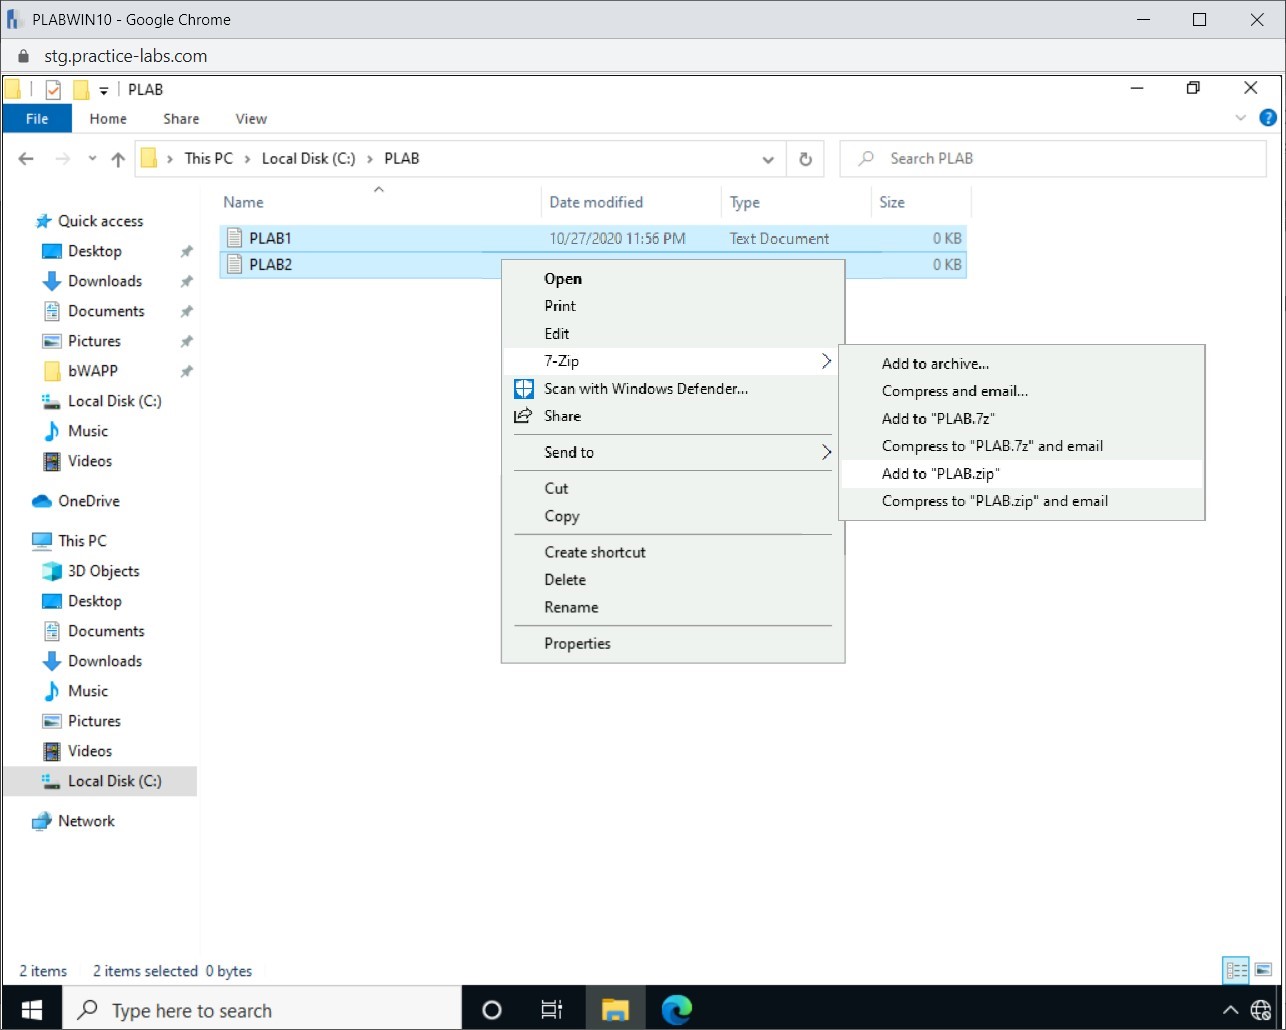 PLABWIN10 - Google Chrome
stg.practice-labs.com
PLAB
File Home Share View
This PC Local Disk (C:) PLAB
Search PLAB
Name Date modified Type Size
PLAB1 10/27/2020 11:56 PM Text Document 0 KB
PLAB2 0 KB
Quick access
Desktop
Downloads
Documents
Pictures
bWAPP
Local Disk (C:)
Music
Videos
OneDrive
This PC
3D Objects
Desktop
Documents
Downloads
Music
Pictures
Videos
Local Disk (C:)
Network
Open
Print
Edit
7-Zip
Scan with Windows Defender...
Share
Send to
Cut
Copy
Create shortcut
Delete
Rename
Properties
Add to archive...
Compress and email...
Add to "PLAB.7z"
Compress to "PLAB.7z" and email
Add to "PLAB.zip"
Compress to "PLAB.zip" and email
2 items 2 items selected 0 bytes
Type here to search